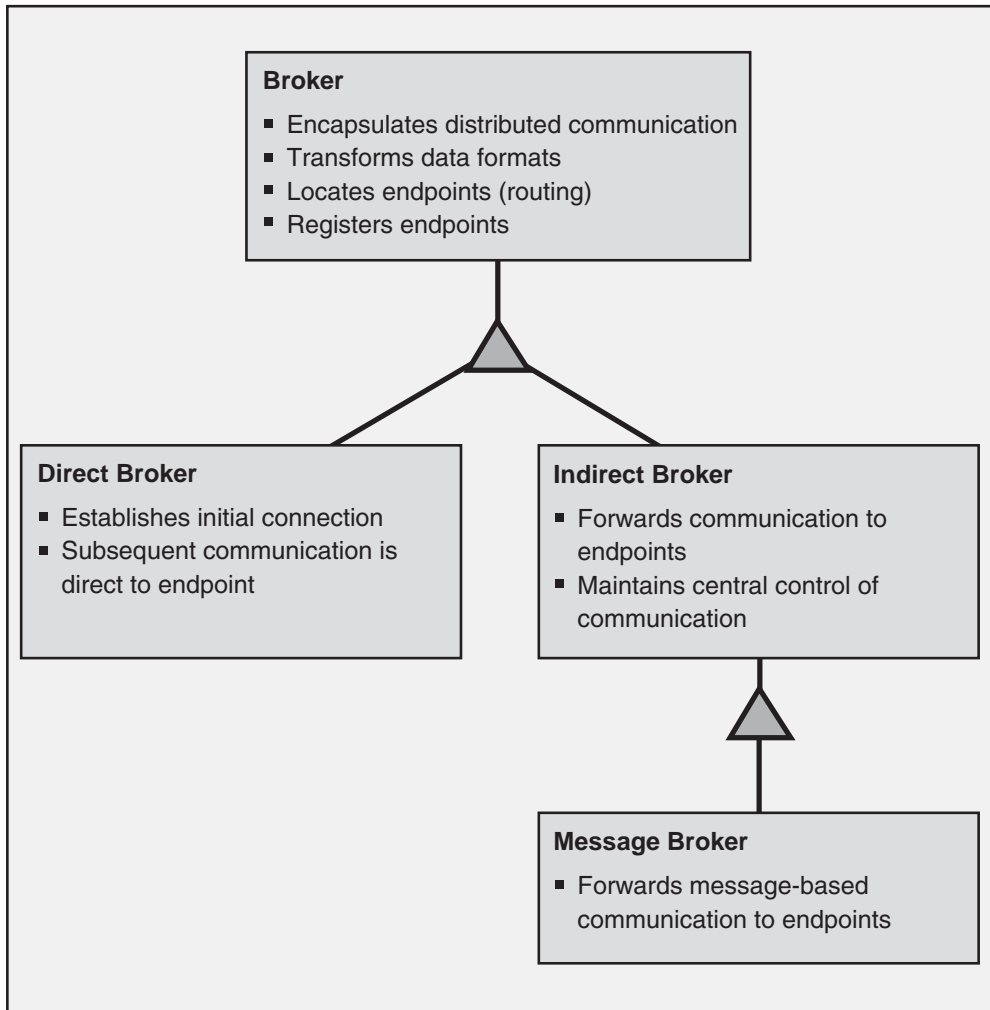 Broker
▪ Encapsulates distributed communication
▪ Transforms data formats
▪ Locates endpoints (routing)
▪ Registers endpoints
Direct Broker
▪ Establishes initial connection
▪ Subsequent communication is
direct to endpoint
Indirect Broker
▪ Forwards communication to
endpoints
▪ Maintains central control of
communication
Message Broker
▪ Forwards message-based
communication to endpoints